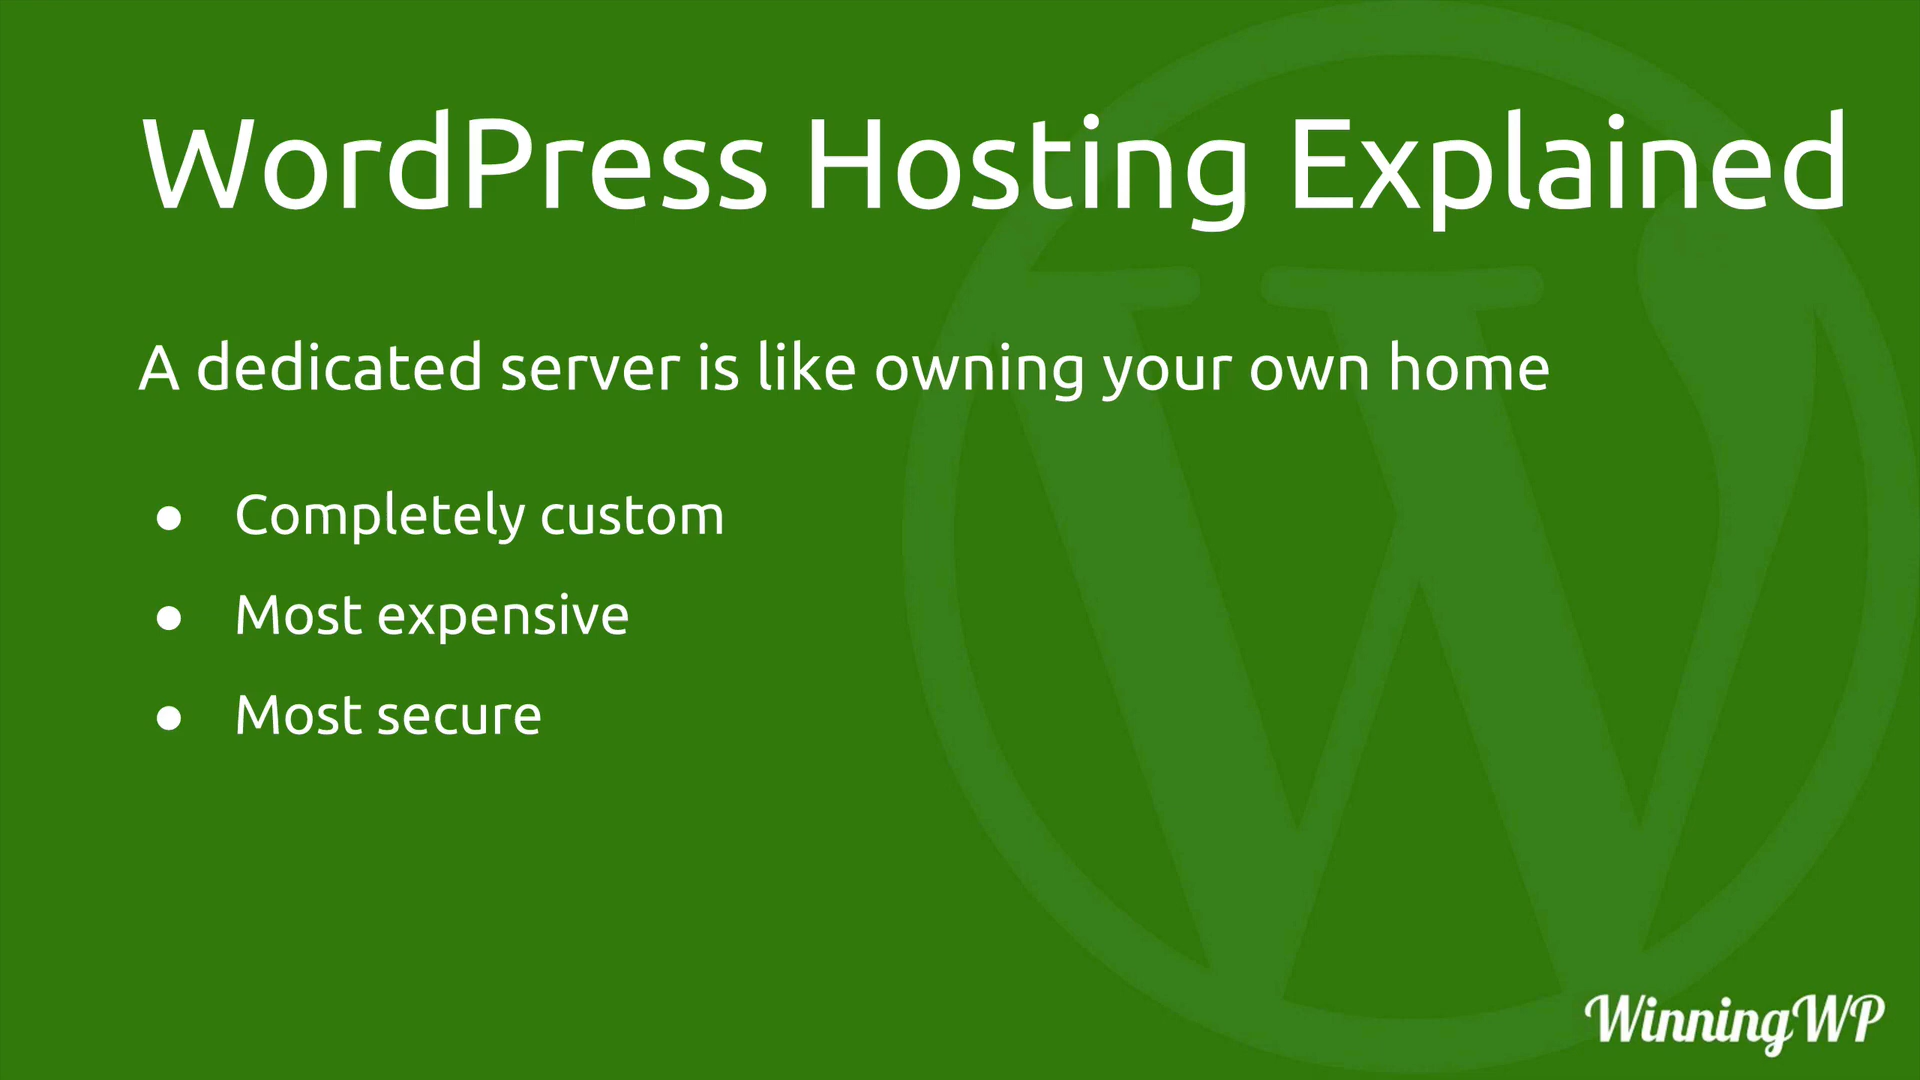 WordPress Hosting Explained
A dedicated server is like owning your own home
● Completely custom
● Most expensive
● Most secure
WinningWP